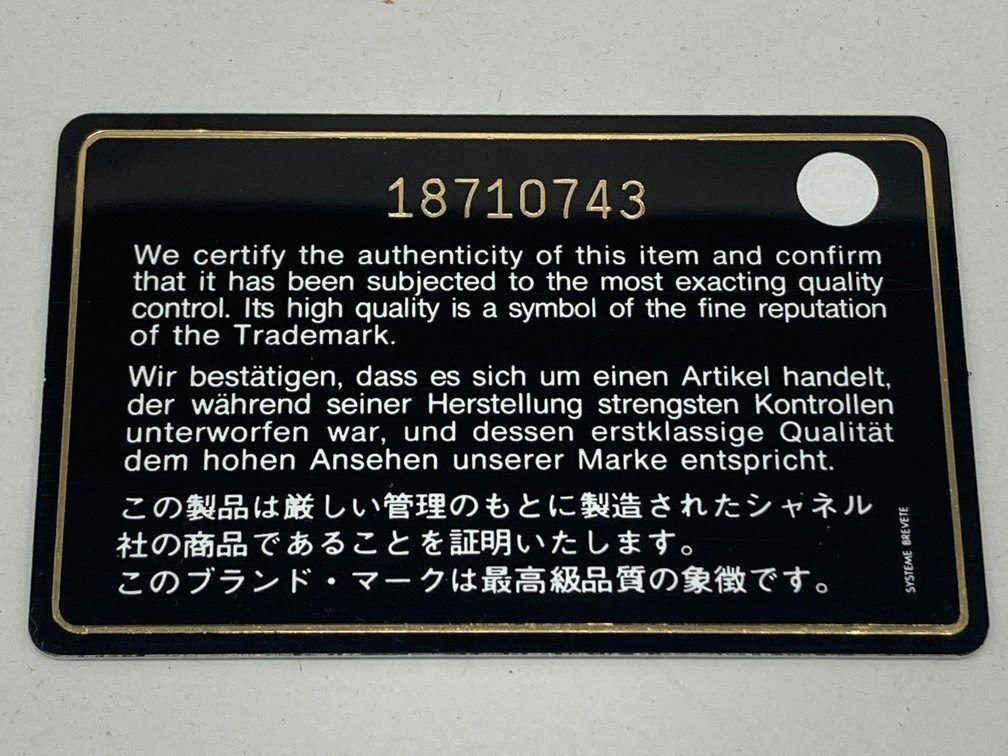 18710743
We certify the authenticity of this item and confirm
that it has been subjected to the most exacting quality
control. Its high quality is a symbol of the fine reputation
of the Trademark.
Wir bestätigen, dass es sich um einen Artikel handelt,
der während seiner Herstellung strengsten Kontrollen
unterworfen war, und dessen erstklassige Qualität
dem hohen Ansehen unserer Marke entspricht.
この製品は厳しい管理のもとに製造されたシャネル
社の商品であることを証明いたします。
このブランド・マークは最高級品質の象徴です。
SYSTEME BREVETE